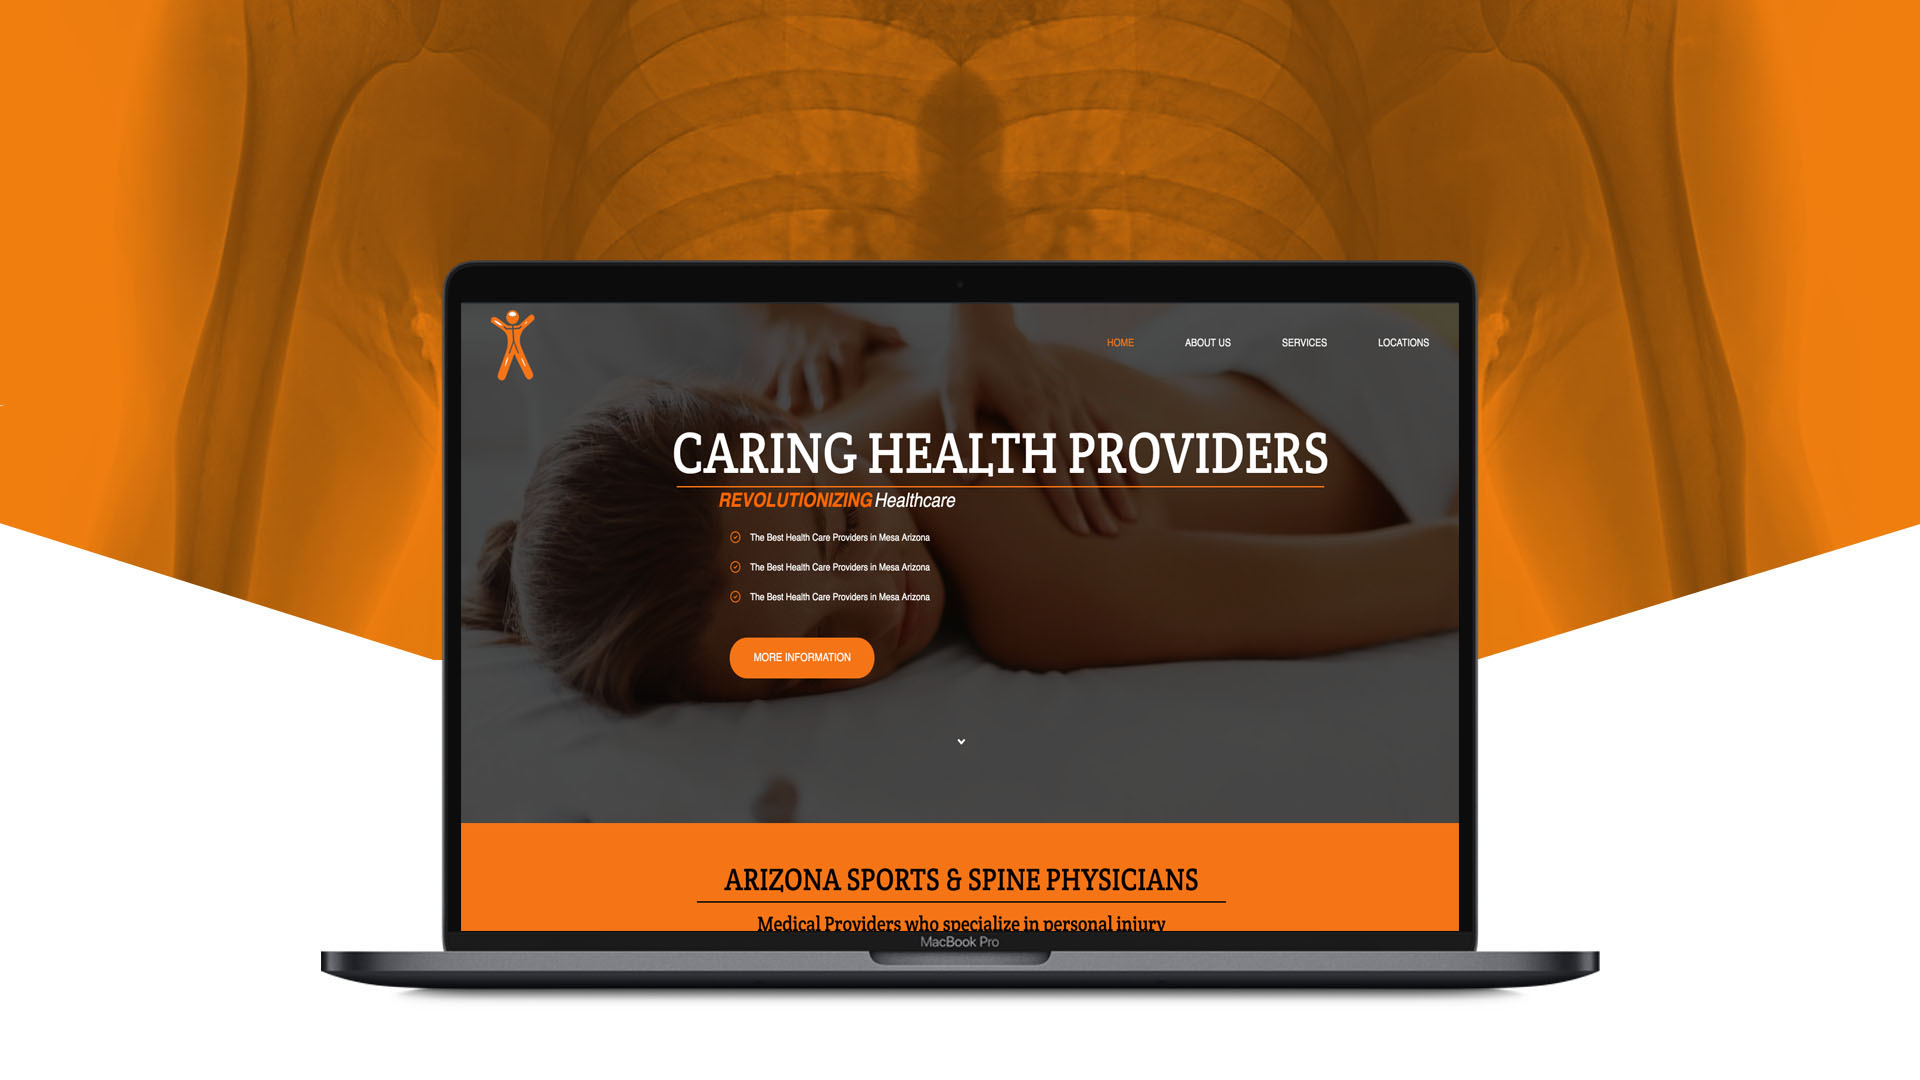 HOME ABOUT US SERVICES LOCATIONS
CARING HEALTH PROVIDERS
REVOLUTIONIZING Healthcare
The Best Health Care Providers in Mesa Arizona
The Best Health Care Providers in Mesa Arizona
The Best Health Care Providers in Mesa Arizona
MORE INFORMATION
ARIZONA SPORTS & SPINE PHYSICIANS
Medical Providers who specialize in personal injury
MacBook Pro